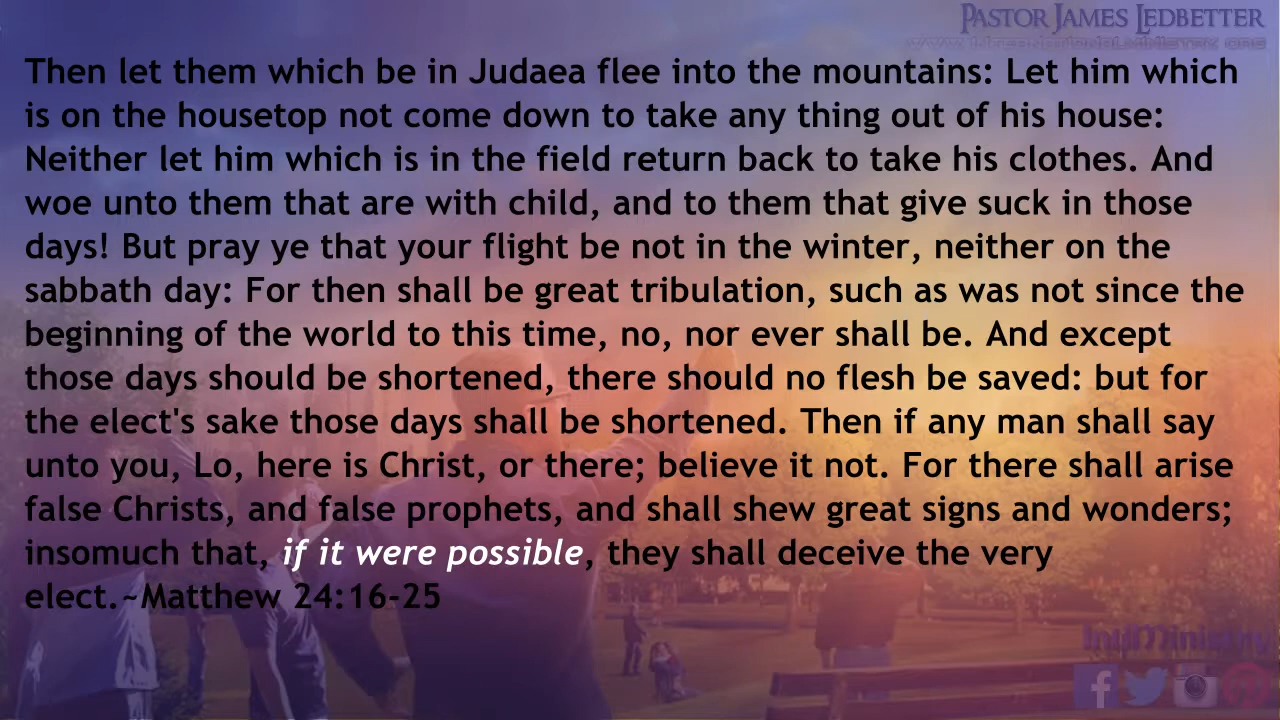 Pastor James Ledbetter
Then let them which be in Judaea flee into the mountains: Let him which
is on the housetop not come down to take any thing out of his house:
Neither let him which is in the field return back to take his clothes. And
woe unto them that are with child, and to them that give suck in those
days! But pray ye that your flight be not in the winter, neither on the
sabbath day: For then shall be great tribulation, such as was not since the
beginning of the world to this time, no, nor ever shall be. And except
those days should be shortened, there should no flesh be saved: but for
the elect's sake those days shall be shortened. Then if any man shall say
unto you, Lo, here is Christ, or there; believe it not. For there shall arise
false Christs, and false prophets, and shall shew great signs and wonders;
insomuch that, if it were possible, they shall deceive the very
elect.~Matthew 24:16-25